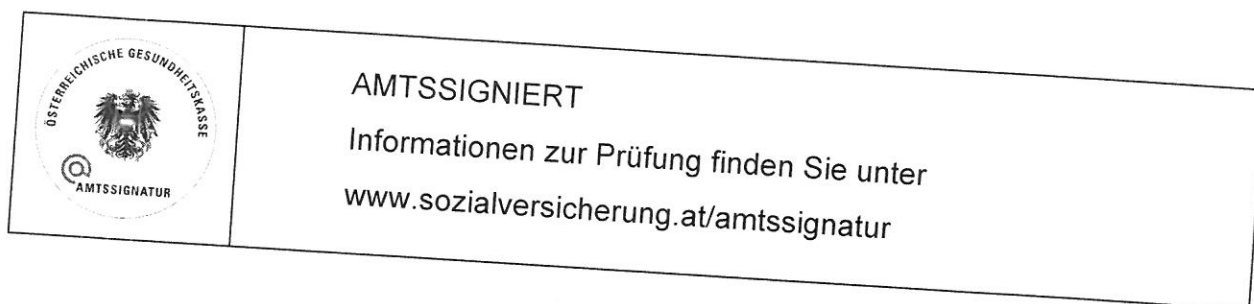 ÖSTERREICHISCHE GESUNDHEITSKASSE
@
AMTSSIGNATUR
AMTSSIGNIERT
Informationen zur Prüfung finden Sie unter
www.sozialversicherung.at/amtssignatur